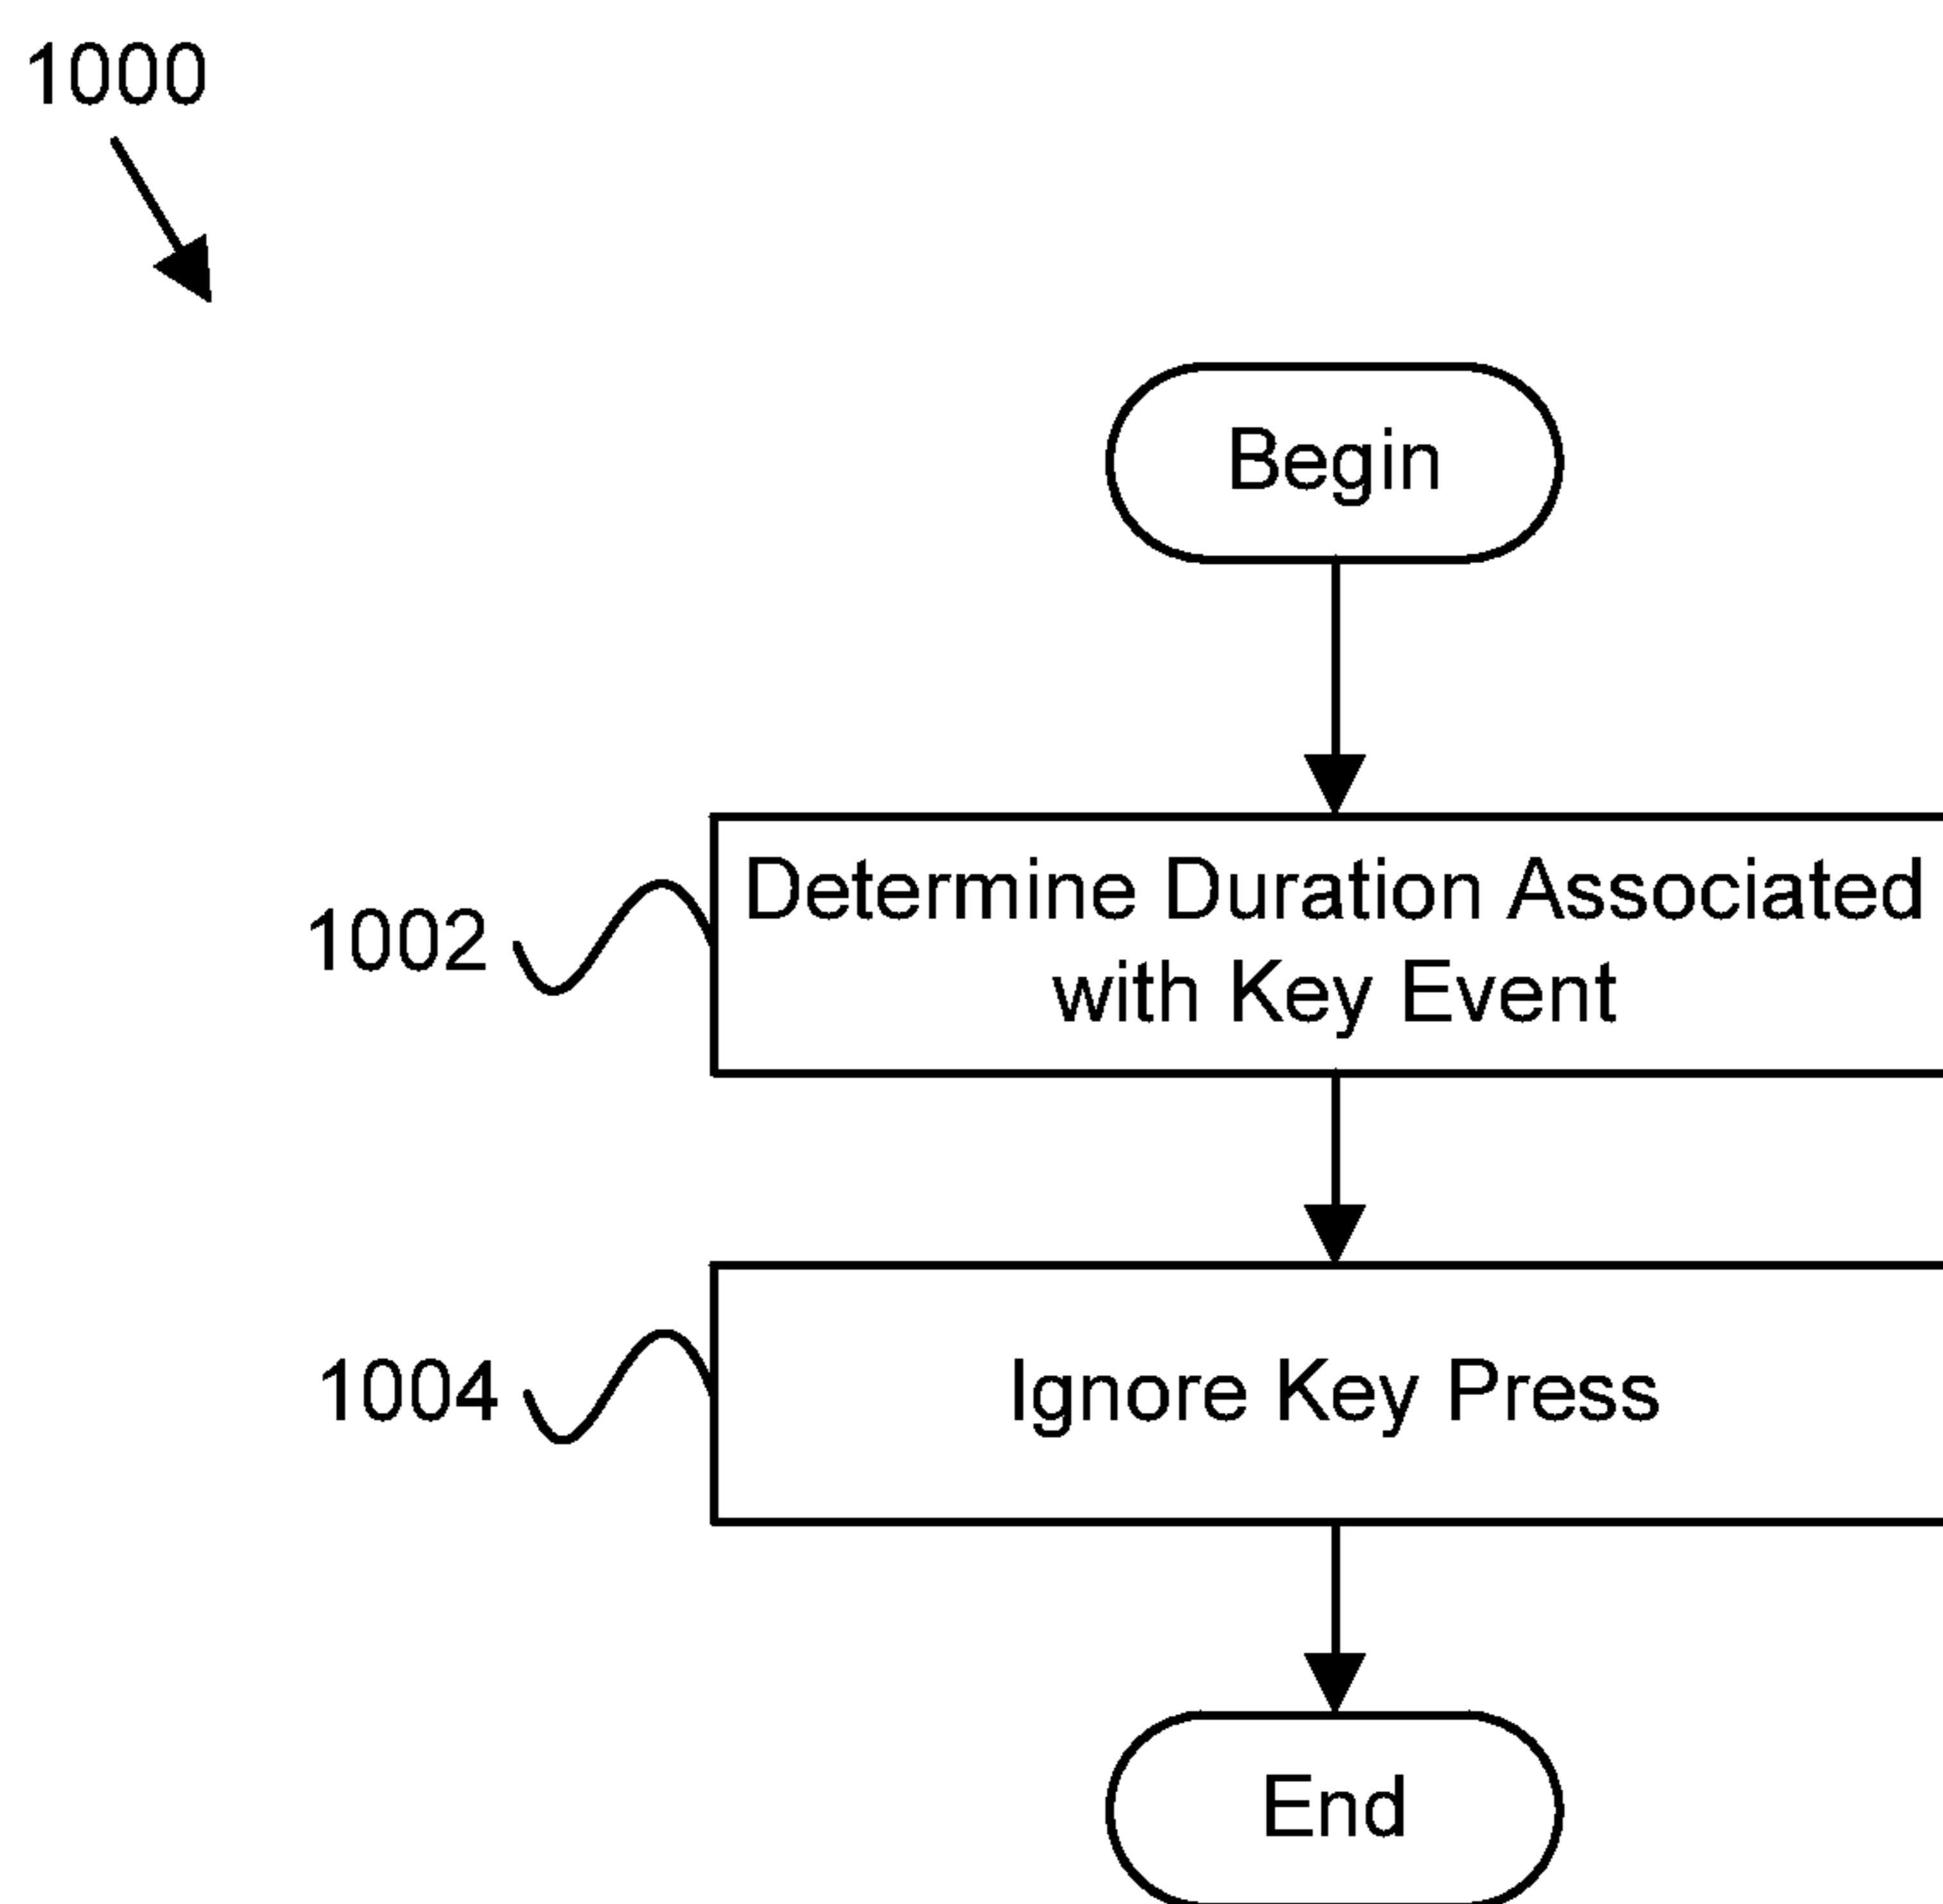 1000
Begin
1002
Determine Duration Associated
with Key Event
1004
Ignore Key Press
End